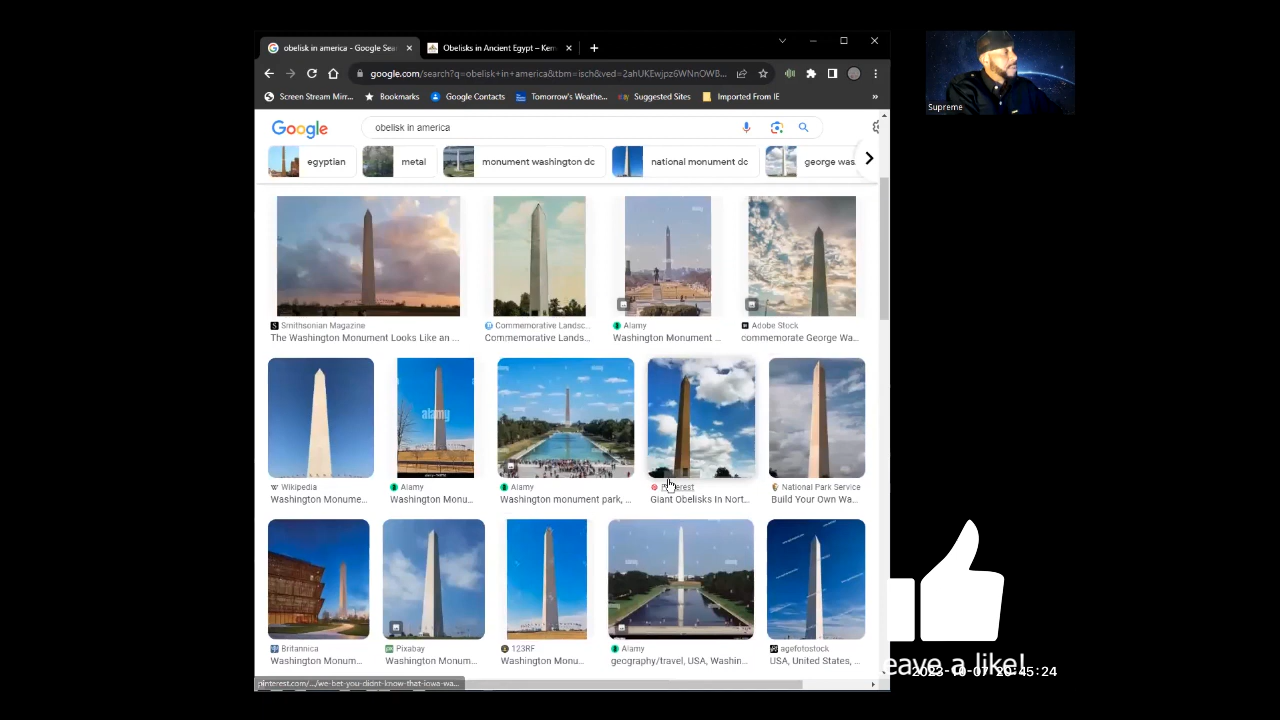 obelisk in america - Google Sea
Obelisks in Ancient Egypt – Kem
google.com/search?q=obelisk+in+america&tbm=isch&ved=2ahUKEwjpz6WNnOWB...
Screen Stream Mirr...
Bookmarks
Google Contacts
Tomorrow's Weathe...
Suggested Sites
Imported From IE
»
Google
obelisk in america
egyptian
metal
monument washington dc
national monument dc
george was
Supreme
Smithsonian Magazine
The Washington Monument Looks Like an ...
Commemorative Landsc...
Commemorative Lands...
Alamy
Washington Monument ...
Adobe Stock
commemorate George Wa...
alamy
Wikipedia
Washington Monume...
Alamy
Washington Monu...
Alamy
Washington monument park, ...
Giant Obelisks In Nort...
National Park Service
Build Your Own Wa...
Britannica
Washington Monum...
Pixabay
Washington Monum...
123RF
Washington Monu...
Alamy
geography/travel, USA, Washin...
agefotostock
USA, United States, ...
eave a like!
2023-10-07 20:45:24
pinterest.com/.../we-bet-you-didnt-know-that-iowa-wa...